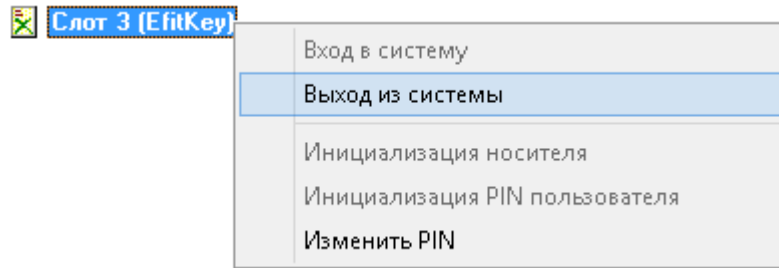 Слот 3 (EfitKey)
Вход в систему
Выход из системы
Инициализация носителя
Инициализация PIN пользователя
Изменить PIN